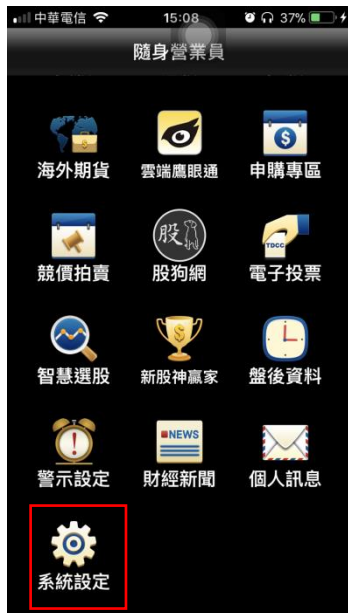 中華電信 15:08 37%
隨身營業員
$
海外期貨 雲端鷹眼通 申購專區
股 TDCC
競價拍賣 股狗網 電子投票
$ NEWS
智慧選股 新股神贏家 盤後資料
警示設定 財經新聞 個人訊息
系統設定